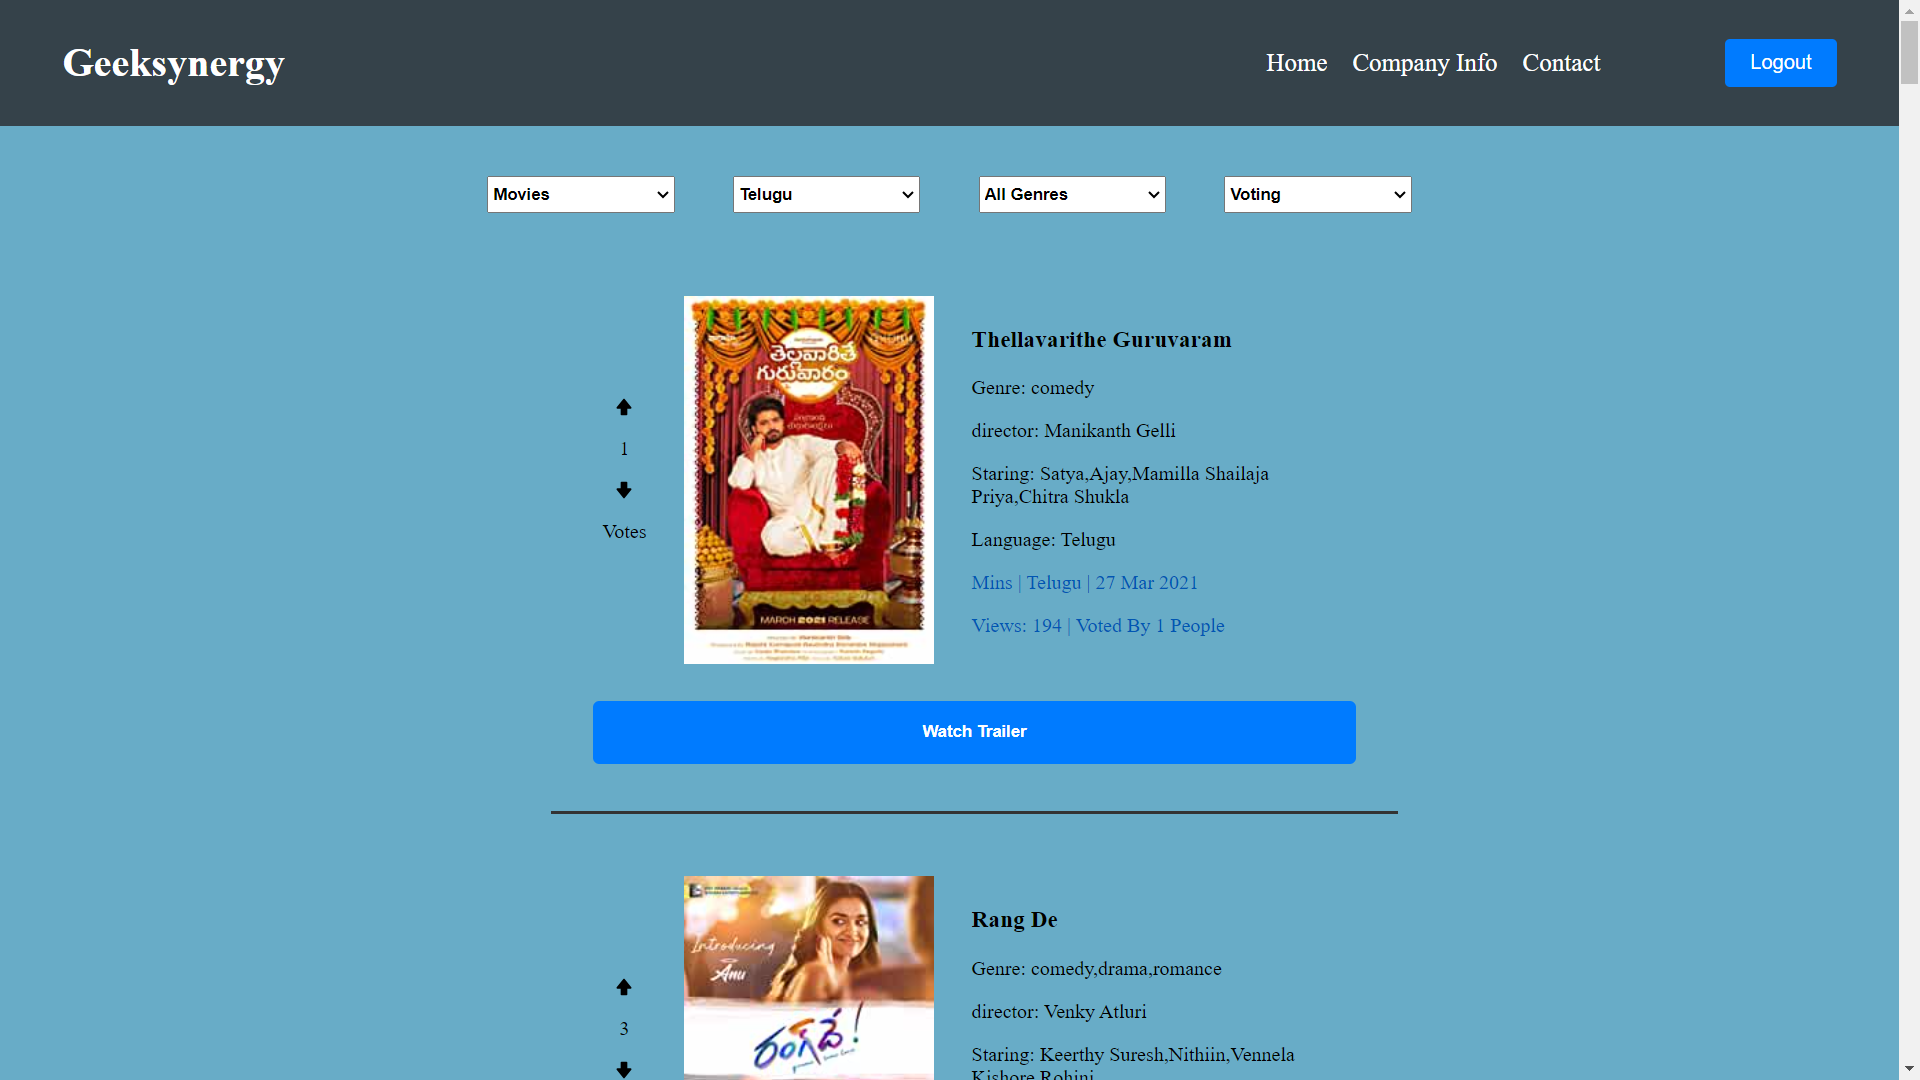 Geeksynergy
Home Company Info Contact Logout
Movies Telugu All Genres Voting
తెల్లవారితే
గురువారం
MARCH 2021 RELEASE
1
Votes
Thellavarithe Guruvaram
Genre: comedy
director: Manikanth Gelli
Staring: Satya,Ajay,Mamilla Shailaja
Priya,Chitra Shukla
Language: Telugu
Mins | Telugu | 27 Mar 2021
Views: 194 | Voted By 1 People
Watch Trailer
Introducing
Anu
రంగ్‌దే!
3
Rang De
Genre: comedy,drama,romance
director: Venky Atluri
Staring: Keerthy Suresh,Nithiin,Vennela
Kishore,Rohini